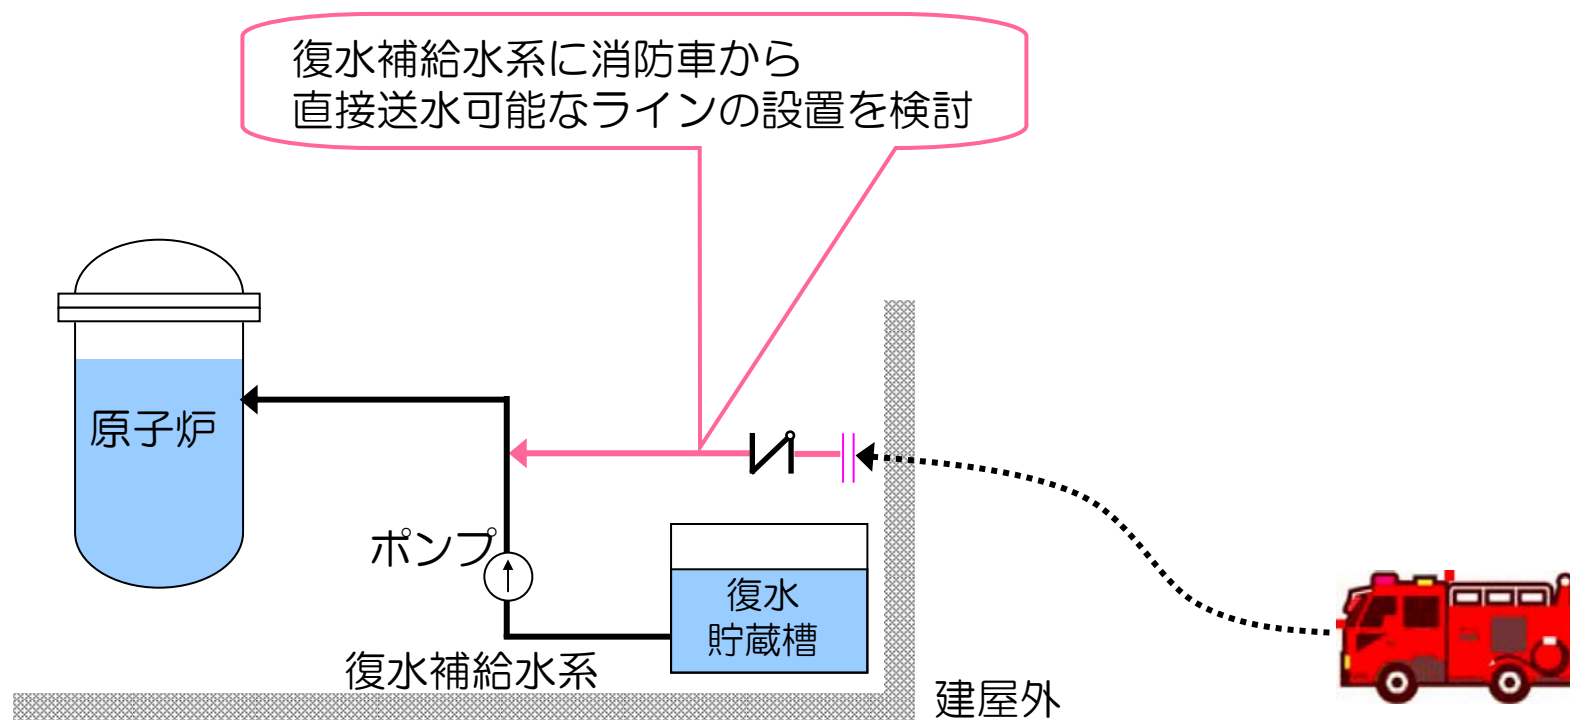 復水補給水系に消防車から
直接送水可能なラインの設置を検討
原子炉
ポンプ
復水
貯蔵槽
復水補給水系
建屋外